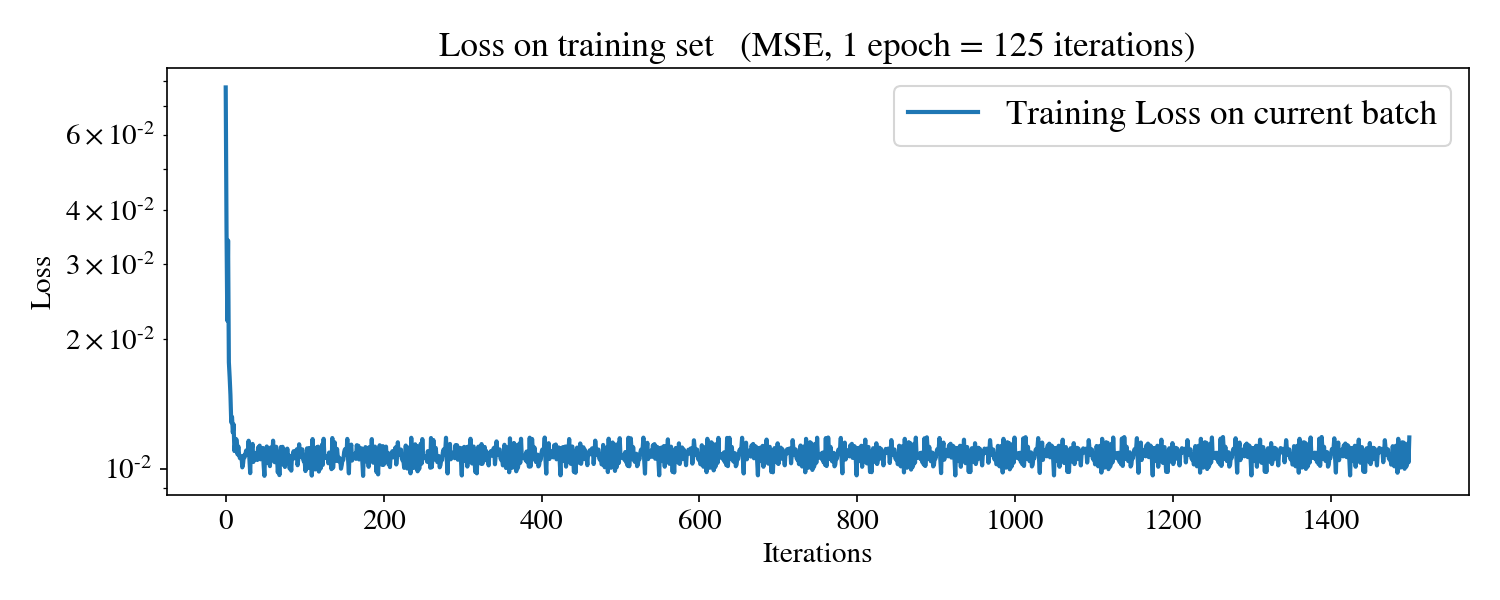 Loss on training set (MSE, 1 epoch = 125 iterations)
Training Loss on current batch
Loss
6 × 10⁻²
4 × 10⁻²
3 × 10⁻²
2 × 10⁻²
10⁻²
0 200 400 600 800 1000 1200 1400
Iterations